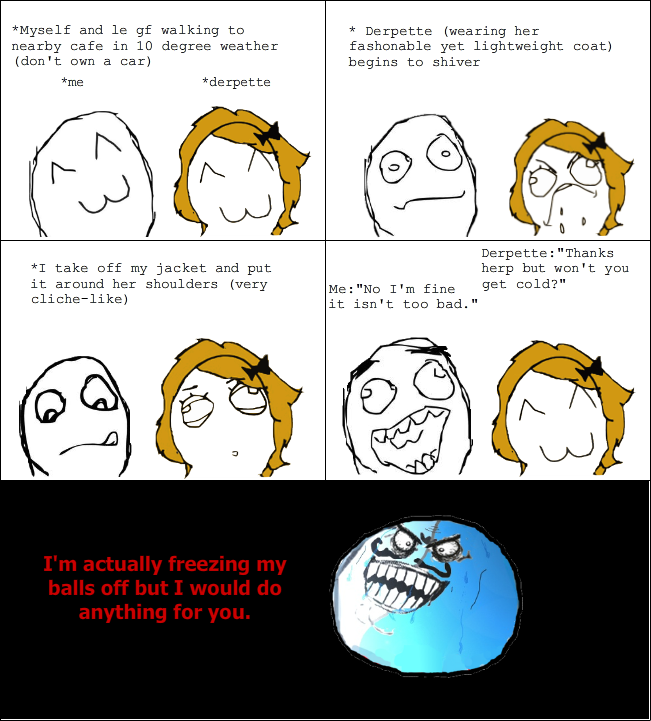 *Myself and le gf walking to
nearby cafe in 10 degree weather
(don't own a car)
*me
*derpette
* Derpette (wearing her
fashonable yet lightweight coat)
begins to shiver
*I take off my jacket and put
it around her shoulders (very
cliche-like)
Derpette:"Thanks
herp but won't you
get cold?"
Me:"No I'm fine
it isn't too bad."
I'm actually freezing my
balls off but I would do
anything for you.